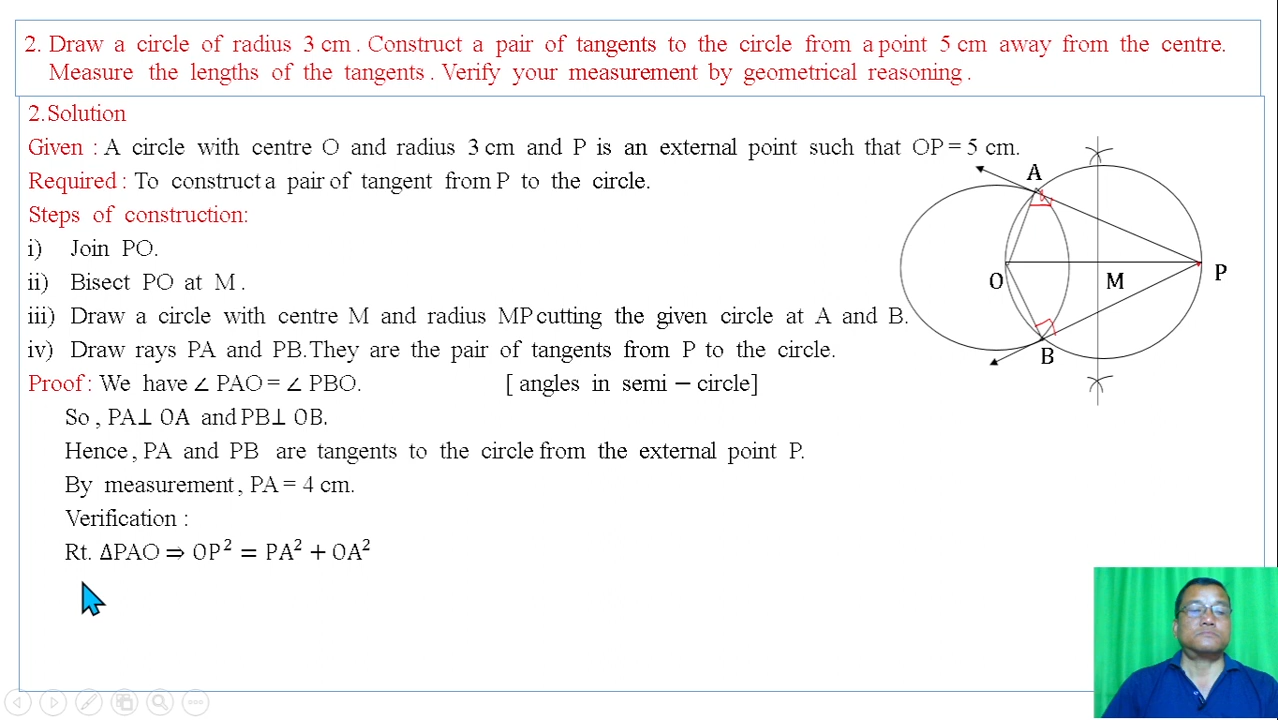 2. Draw a circle of radius 3 cm. Construct a pair of tangents to the circle from a point 5 cm away from the centre.
Measure the lengths of the tangents. Verify your measurement by geometrical reasoning.
2.Solution
Given : A circle with centre O and radius 3 cm and P is an external point such that OP = 5 cm.
Required : To construct a pair of tangent from P to the circle.
Steps of construction:
i) Join PO.
ii) Bisect PO at M.
iii) Draw a circle with centre M and radius MP cutting the given circle at A and B.
iv) Draw rays PA and PB.They are the pair of tangents from P to the circle.
Proof : We have ∠ PAO = ∠ PBO. [ angles in semi − circle]
So , PA⊥ OA and PB⊥ OB.
Hence, PA and PB are tangents to the circle from the external point P.
By measurement, PA = 4 cm.
Verification :
Rt. ΔPAO ⇒ OP² = PA² + OA²
A
O
M
P
B